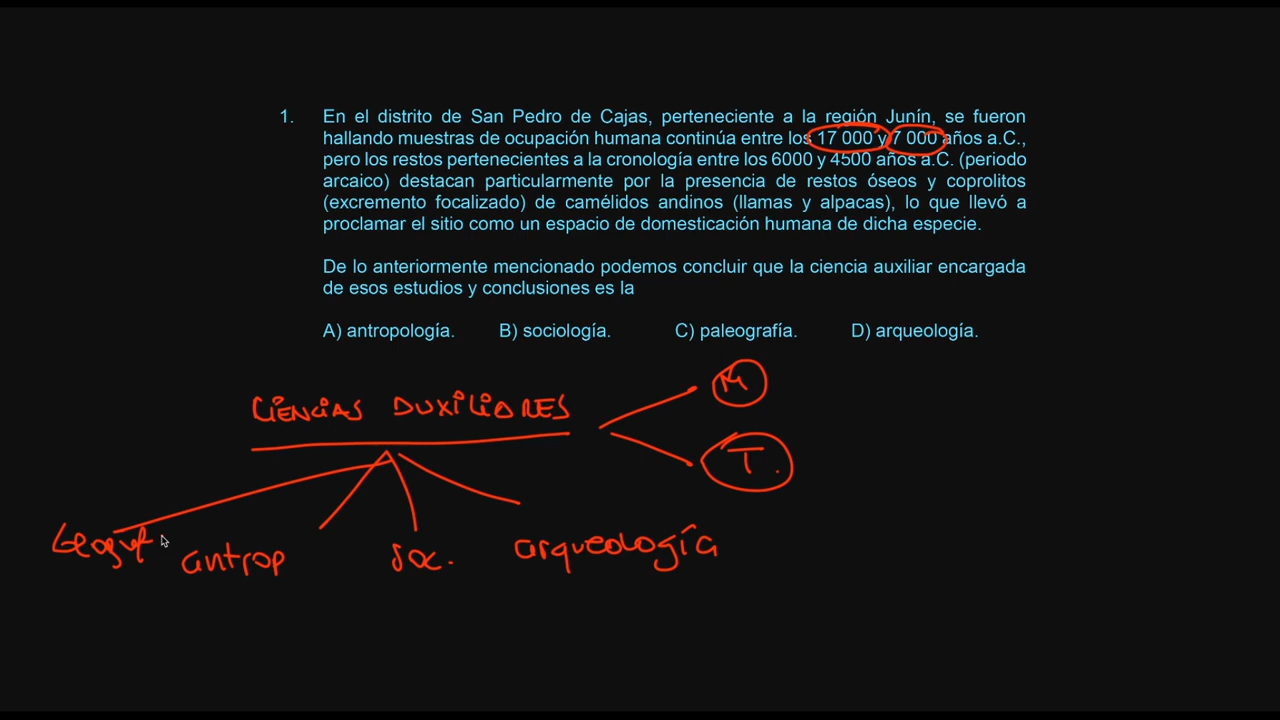 1. En el distrito de San Pedro de Cajas, perteneciente a la región Junín, se fueron
hallando muestras de ocupación humana continúa entre los 17 000 y 7 000 años a.C.,
pero los restos pertenecientes a la cronología entre los 6000 y 4500 años a.C. (periodo
arcaico) destacan particularmente por la presencia de restos óseos y coprolitos
(excremento focalizado) de camélidos andinos (llamas y alpacas), lo que llevó a
proclamar el sitio como un espacio de domesticación humana de dicha especie.
De lo anteriormente mencionado podemos concluir que la ciencia auxiliar encargada
de esos estudios y conclusiones es la
A) antropología. B) sociología. C) paleografía. D) arqueología.
M
CIENCIAS AUXILIARES
T.
antrop soc. arqueología